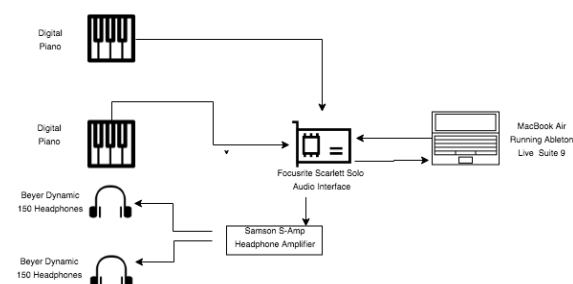 Digital
Piano
Digital
Piano
MacBook Air
Running Ableton
Live Suite 9
Focusrite Scarlett Solo
Audio Interface
Beyer Dynamic
150 Headphones
Samson S-Amp
Headphone Amplifier
Beyer Dynamic
150 Headphones